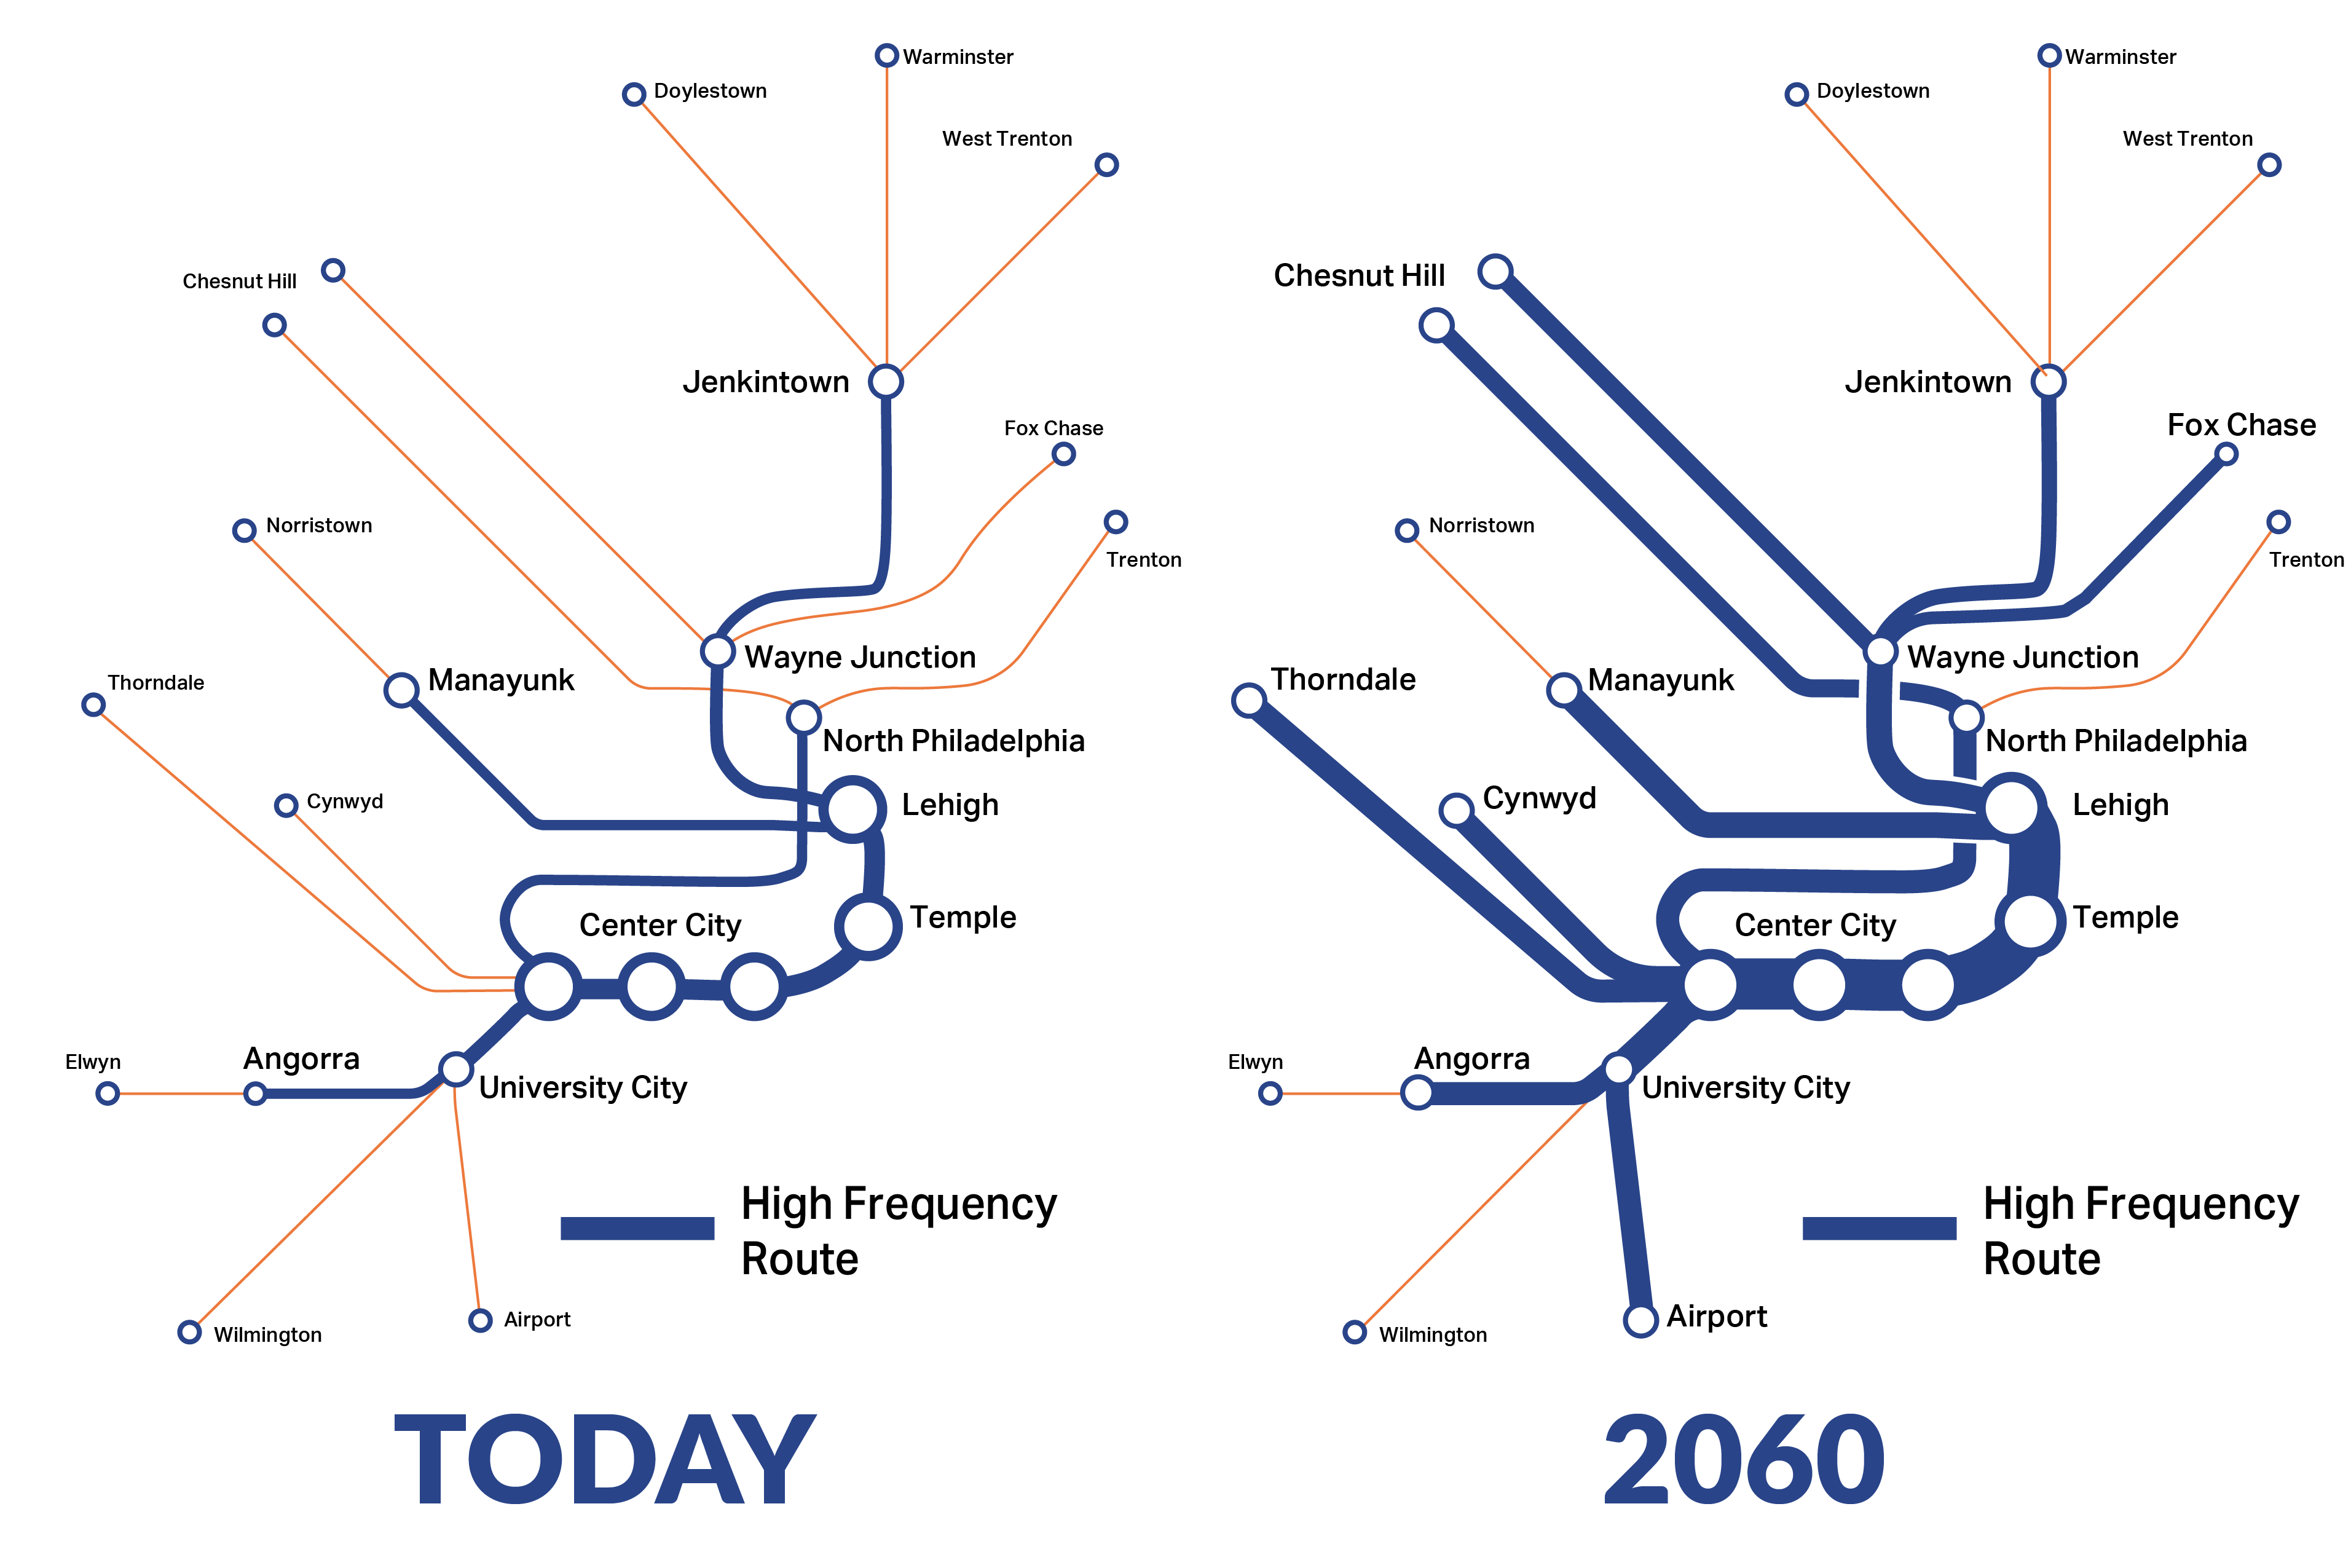 Warminster
Doylestown
West Trenton
Chesnut Hill
Jenkintown
Fox Chase
Norristown
Trenton
Wayne Junction
Manayunk
Thorndale
North Philadelphia
Cynwyd
Lehigh
Temple
Center City
Elwyn
Angorra
University City
High Frequency
Route
Airport
Wilmington
TODAY
Warminster
Doylestown
West Trenton
Chesnut Hill
Jenkintown
Fox Chase
Norristown
Trenton
Wayne Junction
Thorndale
Manayunk
North Philadelphia
Cynwyd
Lehigh
Temple
Center City
Elwyn
Angorra
University City
High Frequency
Route
Airport
Wilmington
2060